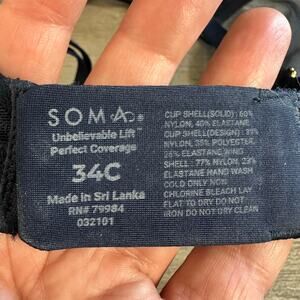 SOMA®
Unbelievable Lift™
Perfect Coverage
34C
Made in Sri Lanka
RN# 79984
032101
CUP SHELL(SOLID): 60%
NYLON, 40% ELASTANE
CUP SHELL(DESIGN): 39%
NYLON, 35% POLYESTER,
26% ELASTANE WING
SHELL: 77% NYLON, 23%
ELASTANE HAND WASH
COLD ONLY NON
CHLORINE BLEACH LAY
FLAT TO DRY DO NOT
IRON DO NOT DRY CLEAN